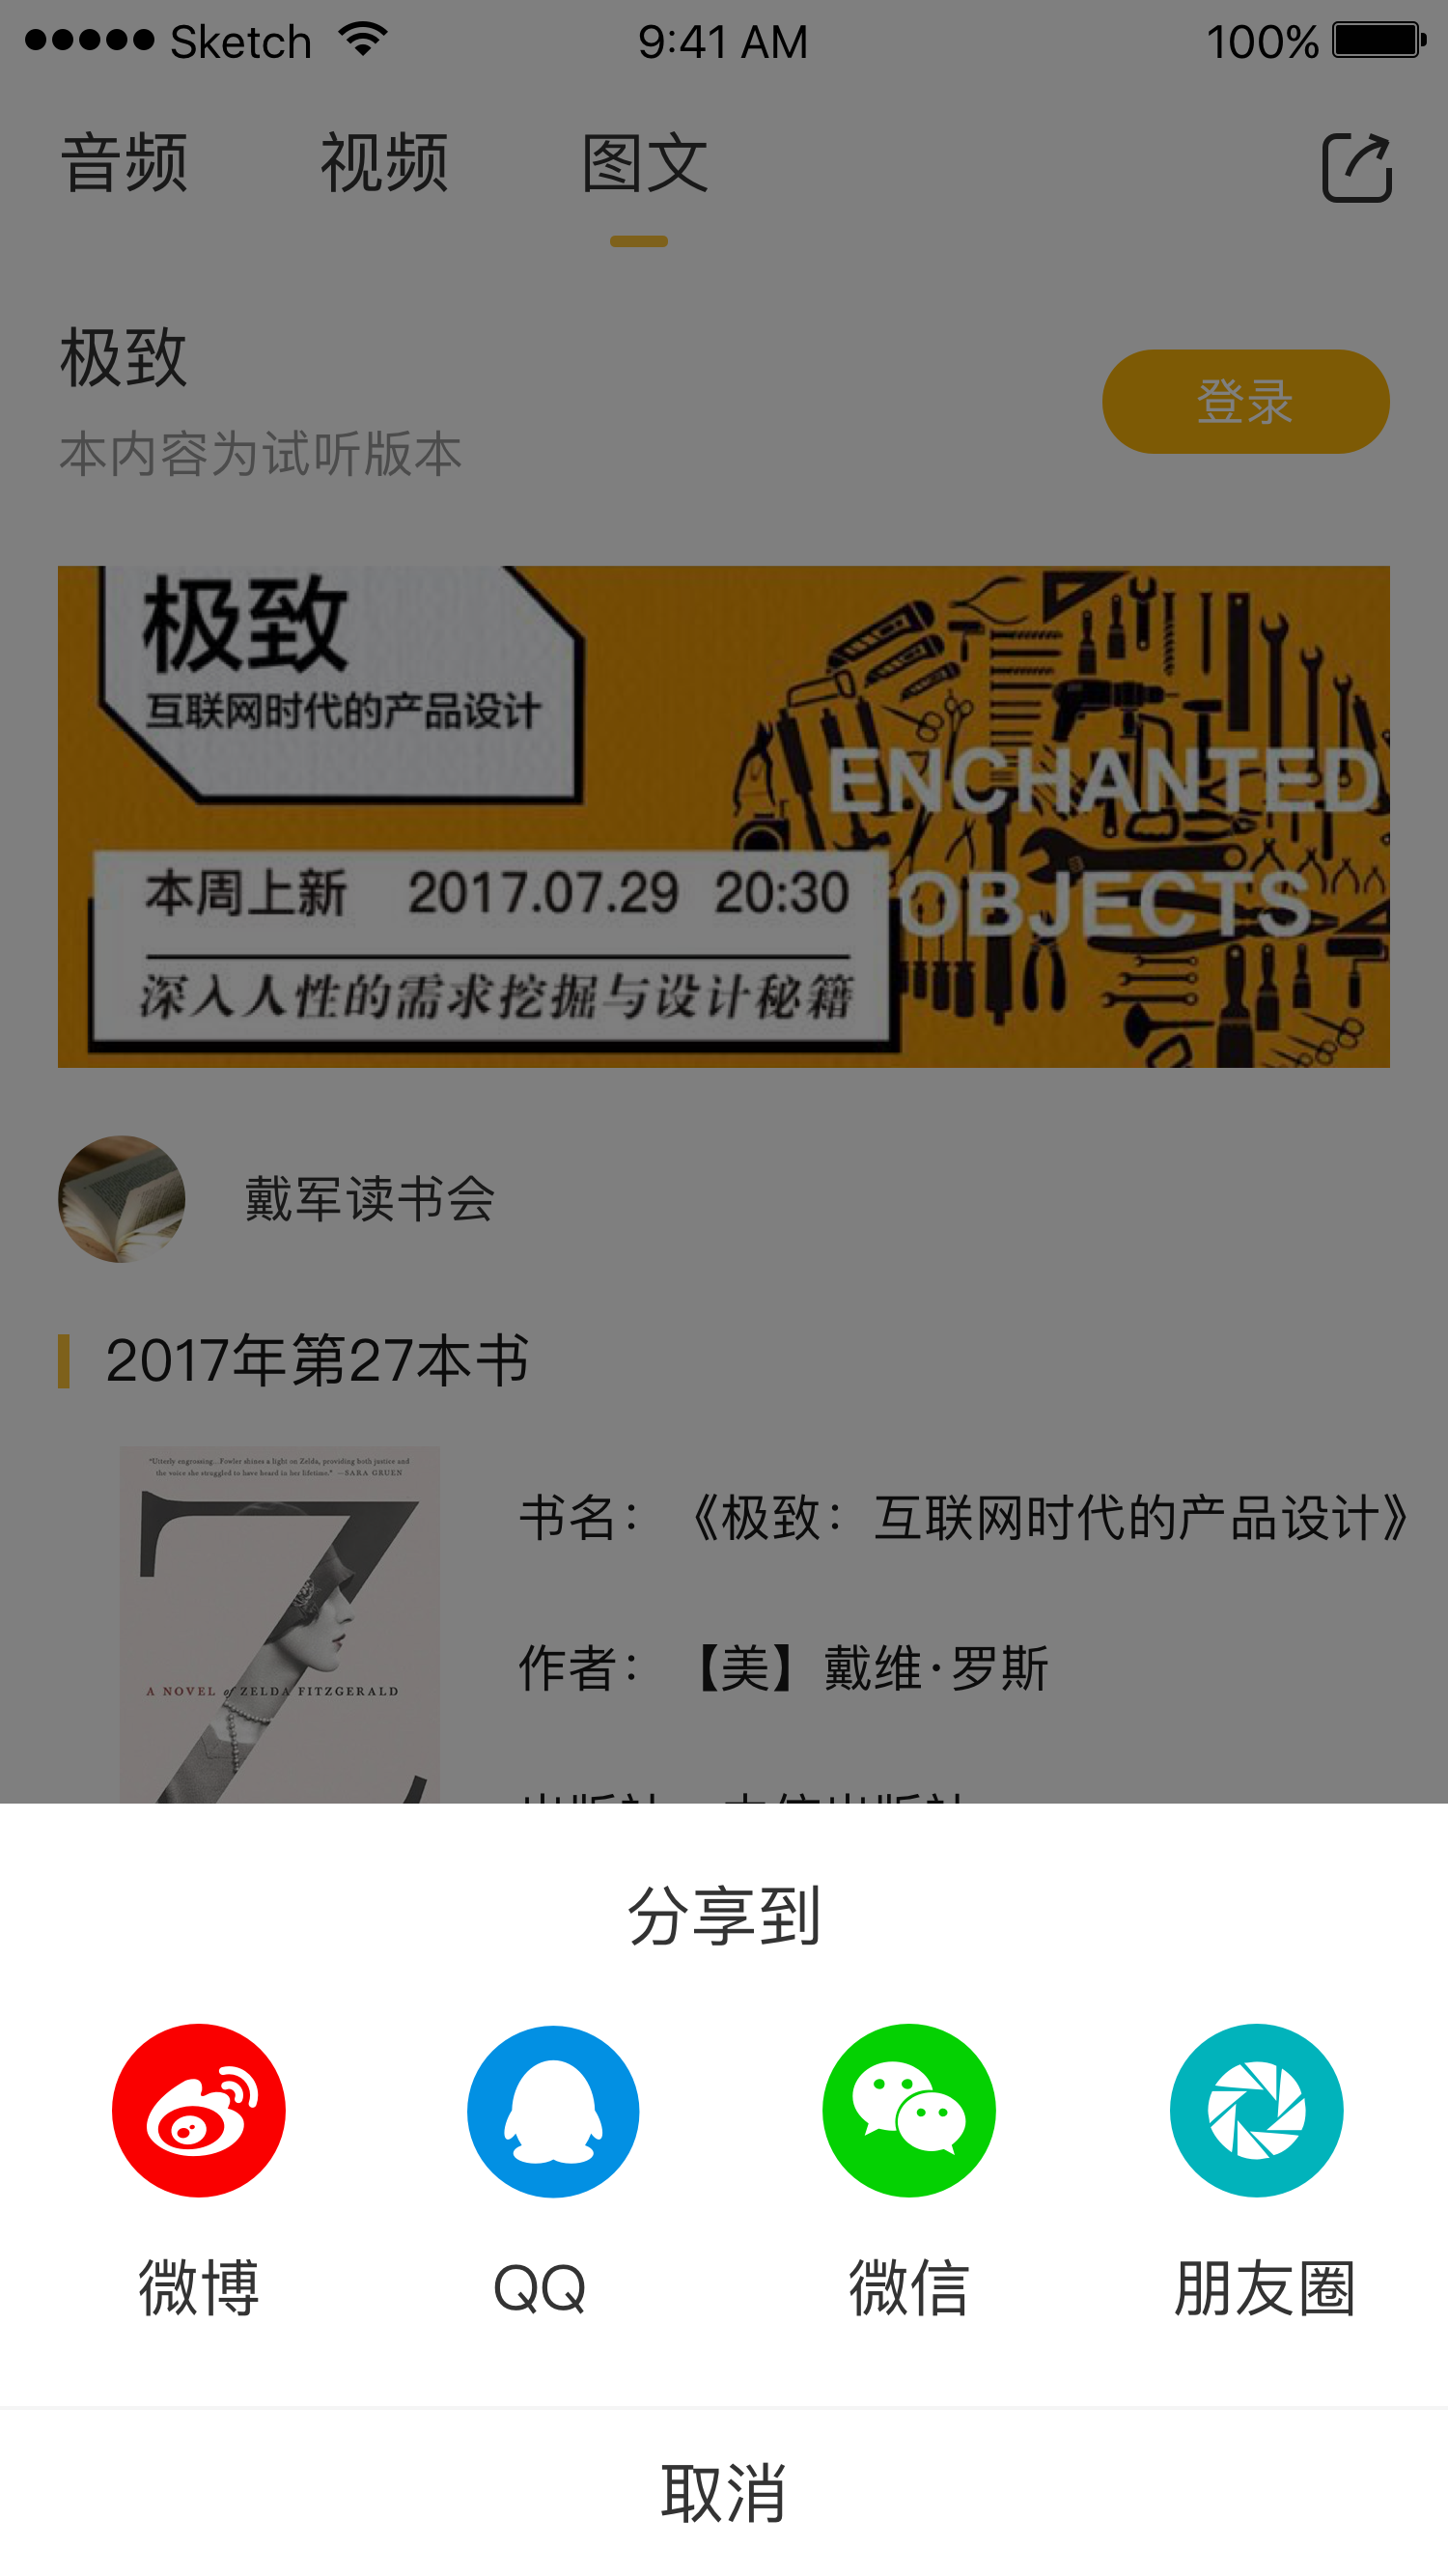 Sketch 9:41 AM 100%
音频 视频 图文
极致
登录
本内容为试听版本
极致
互联网时代的产品设计
ENCHANTED
OBJECTS
本周上新 2017.07.29 20:30
深入人性的需求挖掘与设计秘籍
戴军读书会
2017年第27本书
"Utterly engrossing...Fowler shines a light on Zelda, providing both justice and
the voice she struggled to have heard in her lifetime." —SARA GRUEN
A NOVEL of ZELDA FITZGERALD
书名：《极致：互联网时代的产品设计》
作者：【美】戴维·罗斯
分享到
微博 QQ 微信 朋友圈
取消